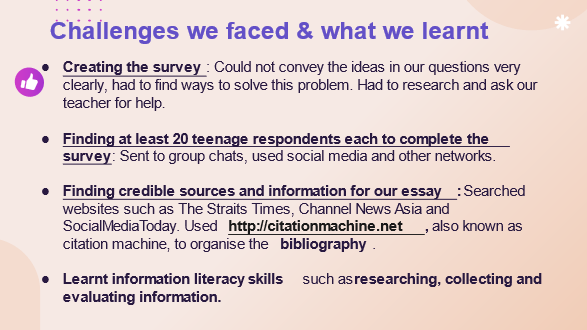 Challenges we faced & what we learnt
● Creating the survey : Could not convey the ideas in our questions very
clearly, had to find ways to solve this problem. Had to research and ask our
teacher for help.
● Finding at least 20 teenage respondents each to complete the
survey: Sent to group chats, used social media and other networks.
● Finding credible sources and information for our essay : Searched
websites such as The Straits Times, Channel News Asia and
SocialMediaToday. Used http://citationmachine.net , also known as
citation machine, to organise the bibliography .
● Learnt information literacy skills such asresearching, collecting and
evaluating information.